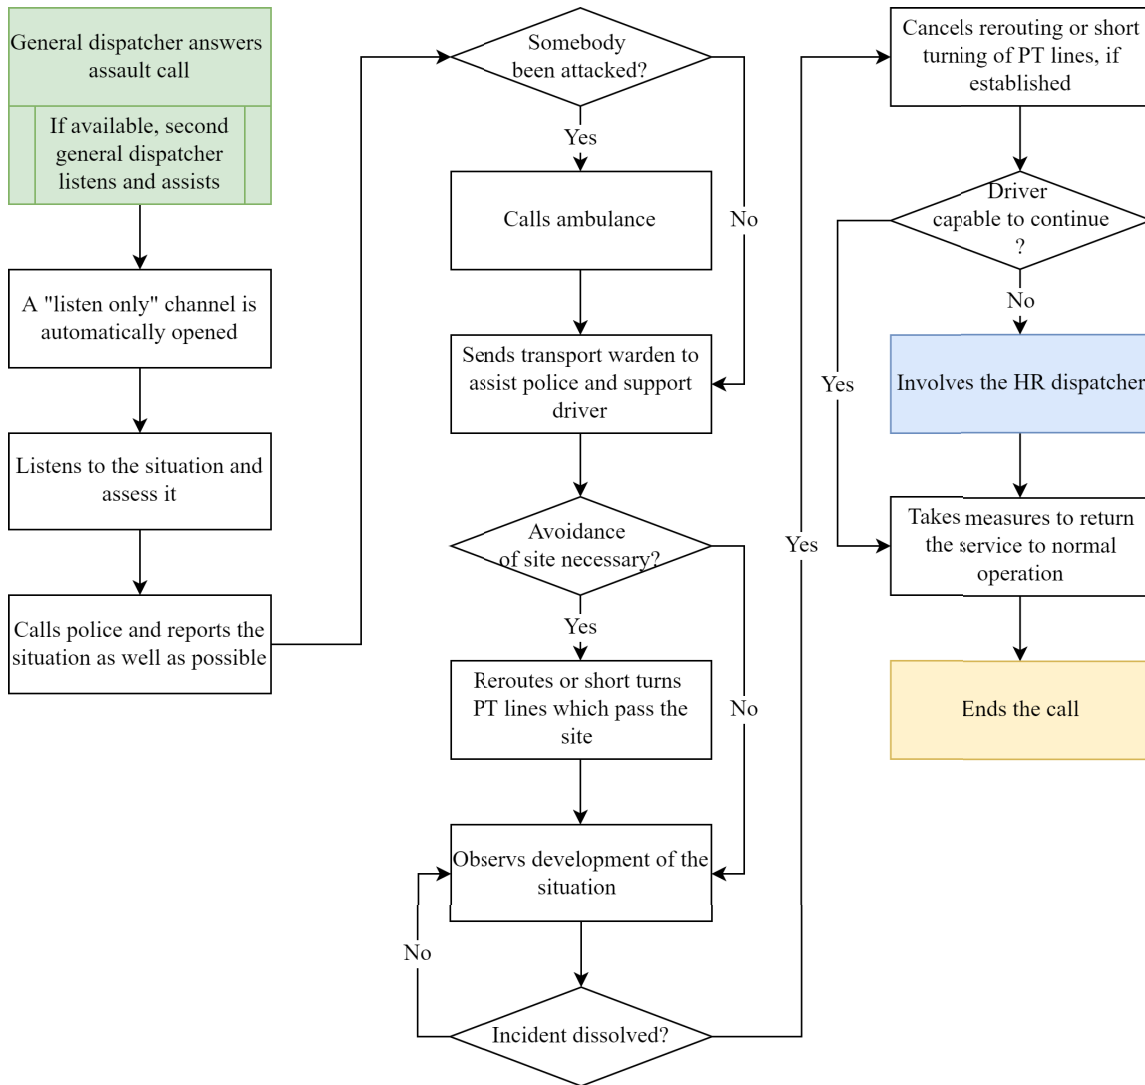 General dispatcher answers
assault call
If available, second
general dispatcher
listens and assists
A "listen only" channel is
automatically opened
Listens to the situation and
assess it
Calls police and reports the
situation as well as possible
Somebody
been attacked?
Yes
No
Calls ambulance
Sends transport warden to
assist police and support
driver
Avoidance
of site necessary?
Yes
No
Reroutes or short turns
PT lines which pass the
site
Observs development of the
situation
No
Incident dissolved?
Yes
Cancels rerouting or short
turning of PT lines, if
established
Driver
capable to continue
?
No
Yes
Involves the HR dispatcher
Takes measures to return
the service to normal
operation
Ends the call